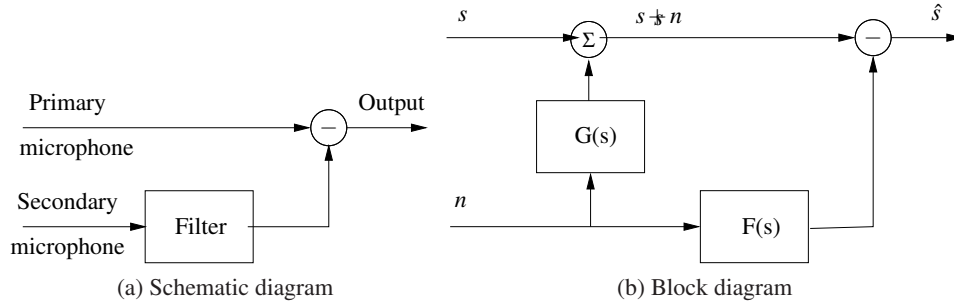 Primary
microphone
Secondary
microphone
Filter
−
Output
(a) Schematic diagram
s
Σ
n
−
ŝ
G(s)
n
F(s)
(b) Block diagram